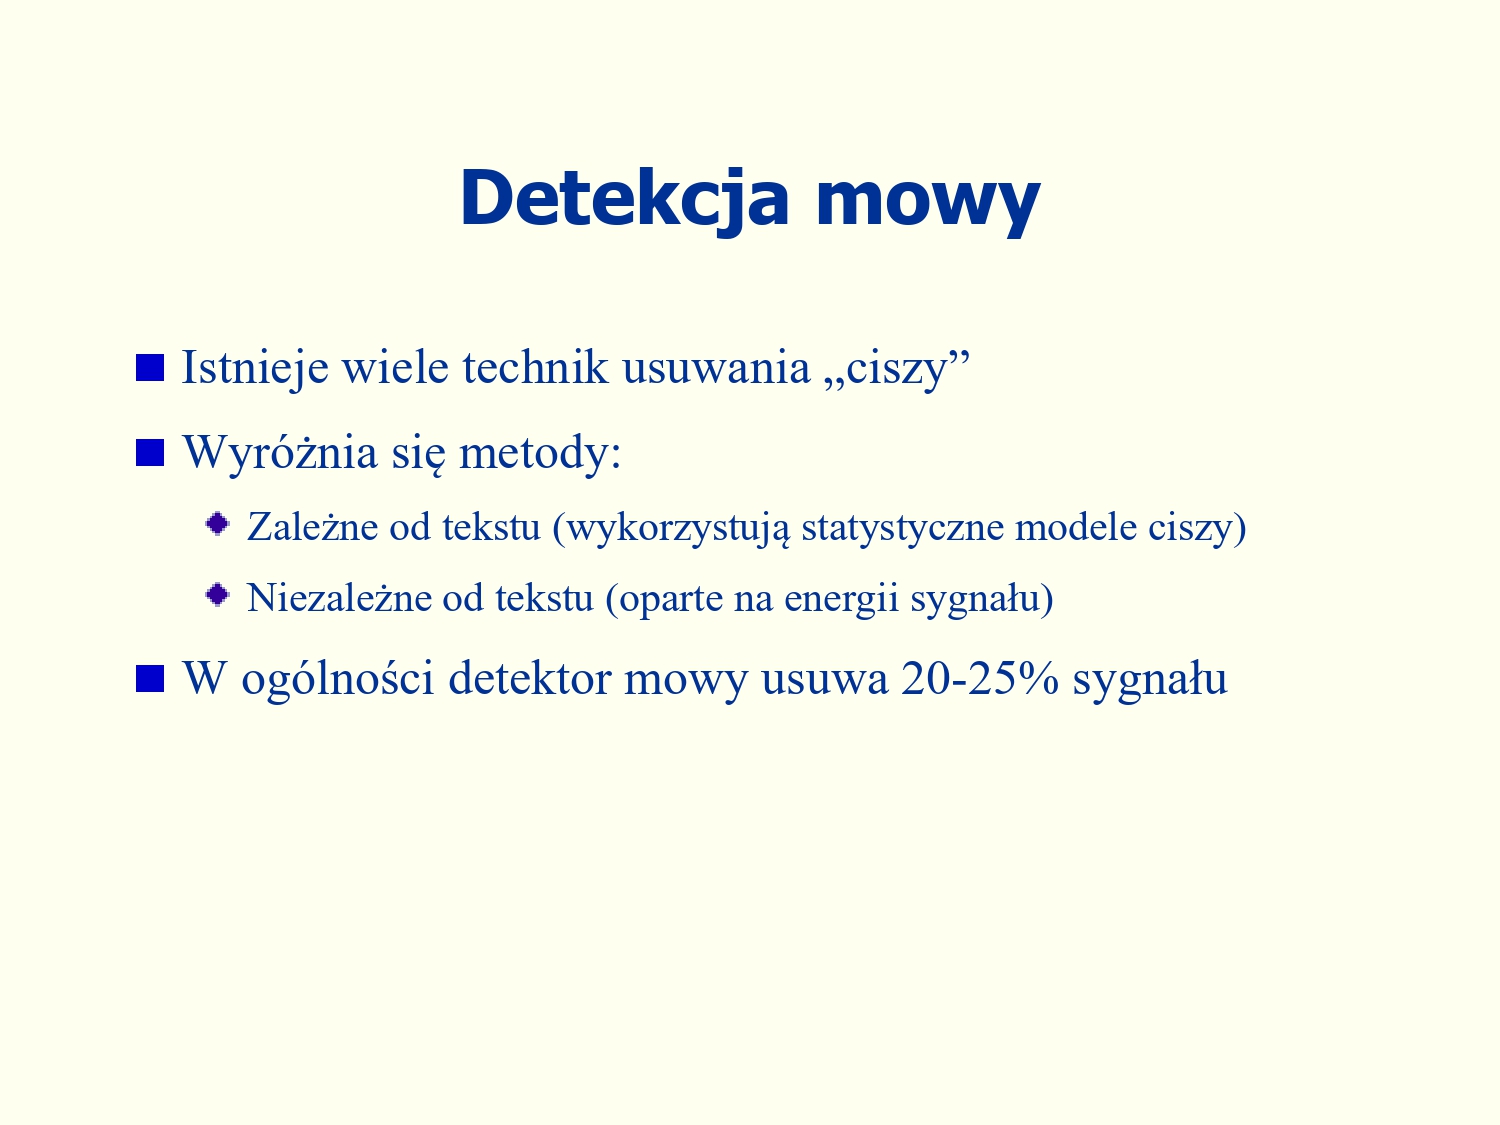 Detekcja mowy
Istnieje wiele technik usuwania „ciszy”
Wyróżnia się metody:
Zależne od tekstu (wykorzystują statystyczne modele ciszy)
Niezależne od tekstu (oparte na energii sygnału)
W ogólności detektor mowy usuwa 20-25% sygnału